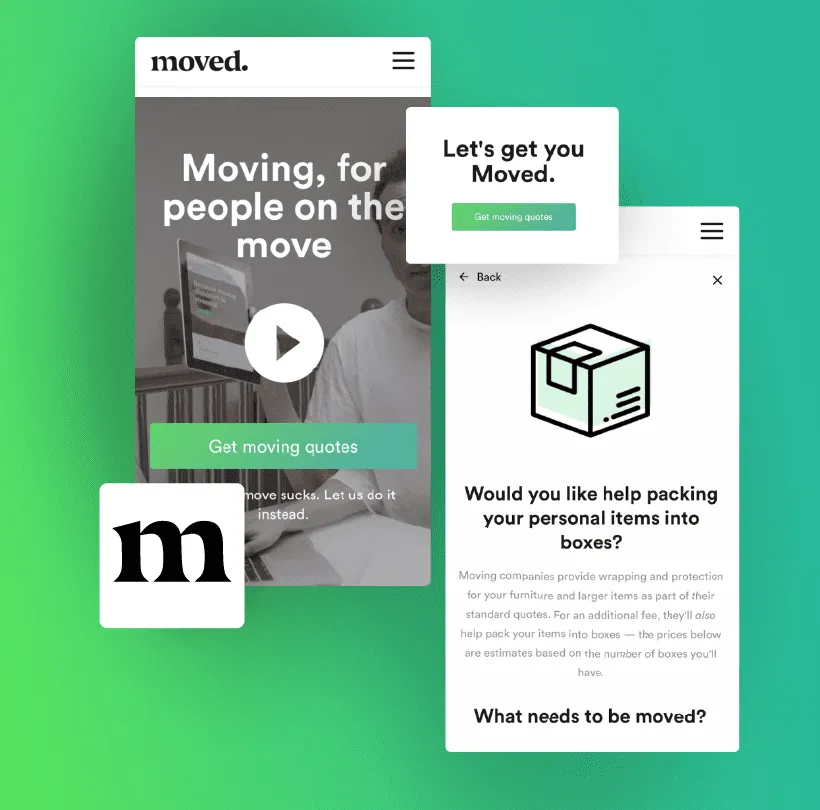 moved.
Moving, for
people on the
move
Get moving quotes
move sucks. Let us do it
instead.
m
Let's get you
Moved.
Get moving quotes
Back
Would you like help packing
your personal items into
boxes?
Moving companies provide wrapping and protection
for your furniture and larger items as part of their
standard quotes. For an additional fee, they'll also
help pack your items into boxes — the prices below
are estimates based on the number of boxes you'll
have.
What needs to be moved?